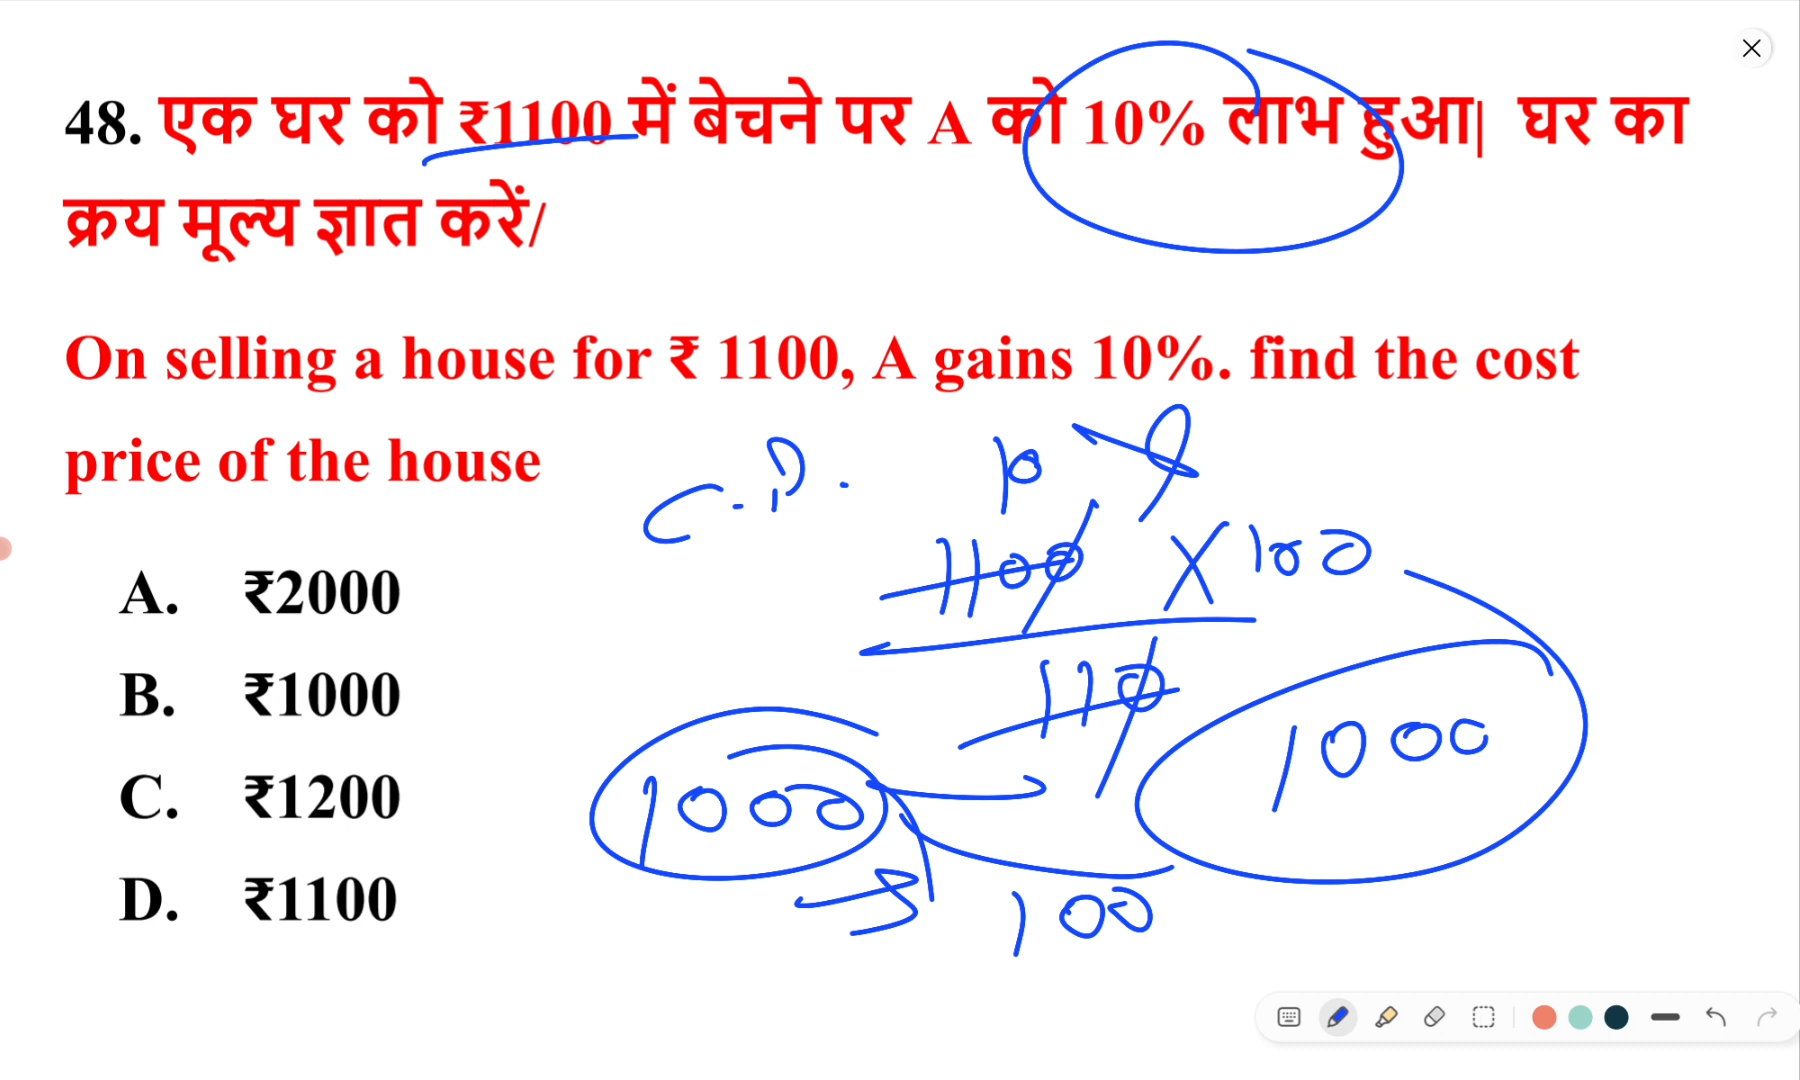 48. एक घर को ₹1100 में बेचने पर A को 10% लाभ हुआ| घर का
क्रय मूल्य ज्ञात करें/
On selling a house for ₹ 1100, A gains 10%. find the cost
price of the house
A. ₹2000
B. ₹1000
C. ₹1200
D. ₹1100
C.P.
10
1100 X 100
110
1000
1000
100